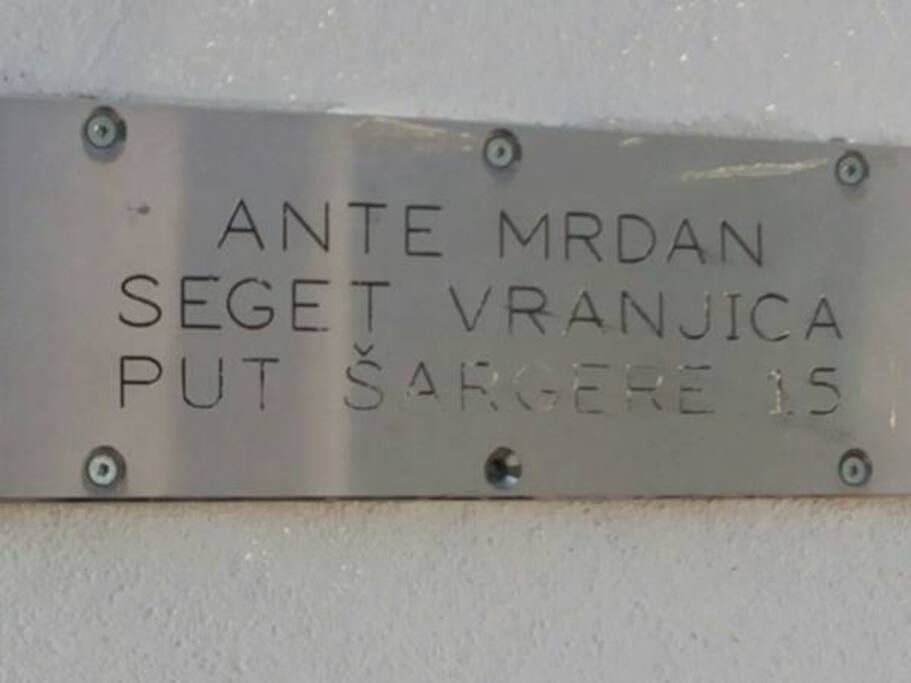 ANTE MRDAN
SEGET VRANJICA
PUT ŠARGERE 15